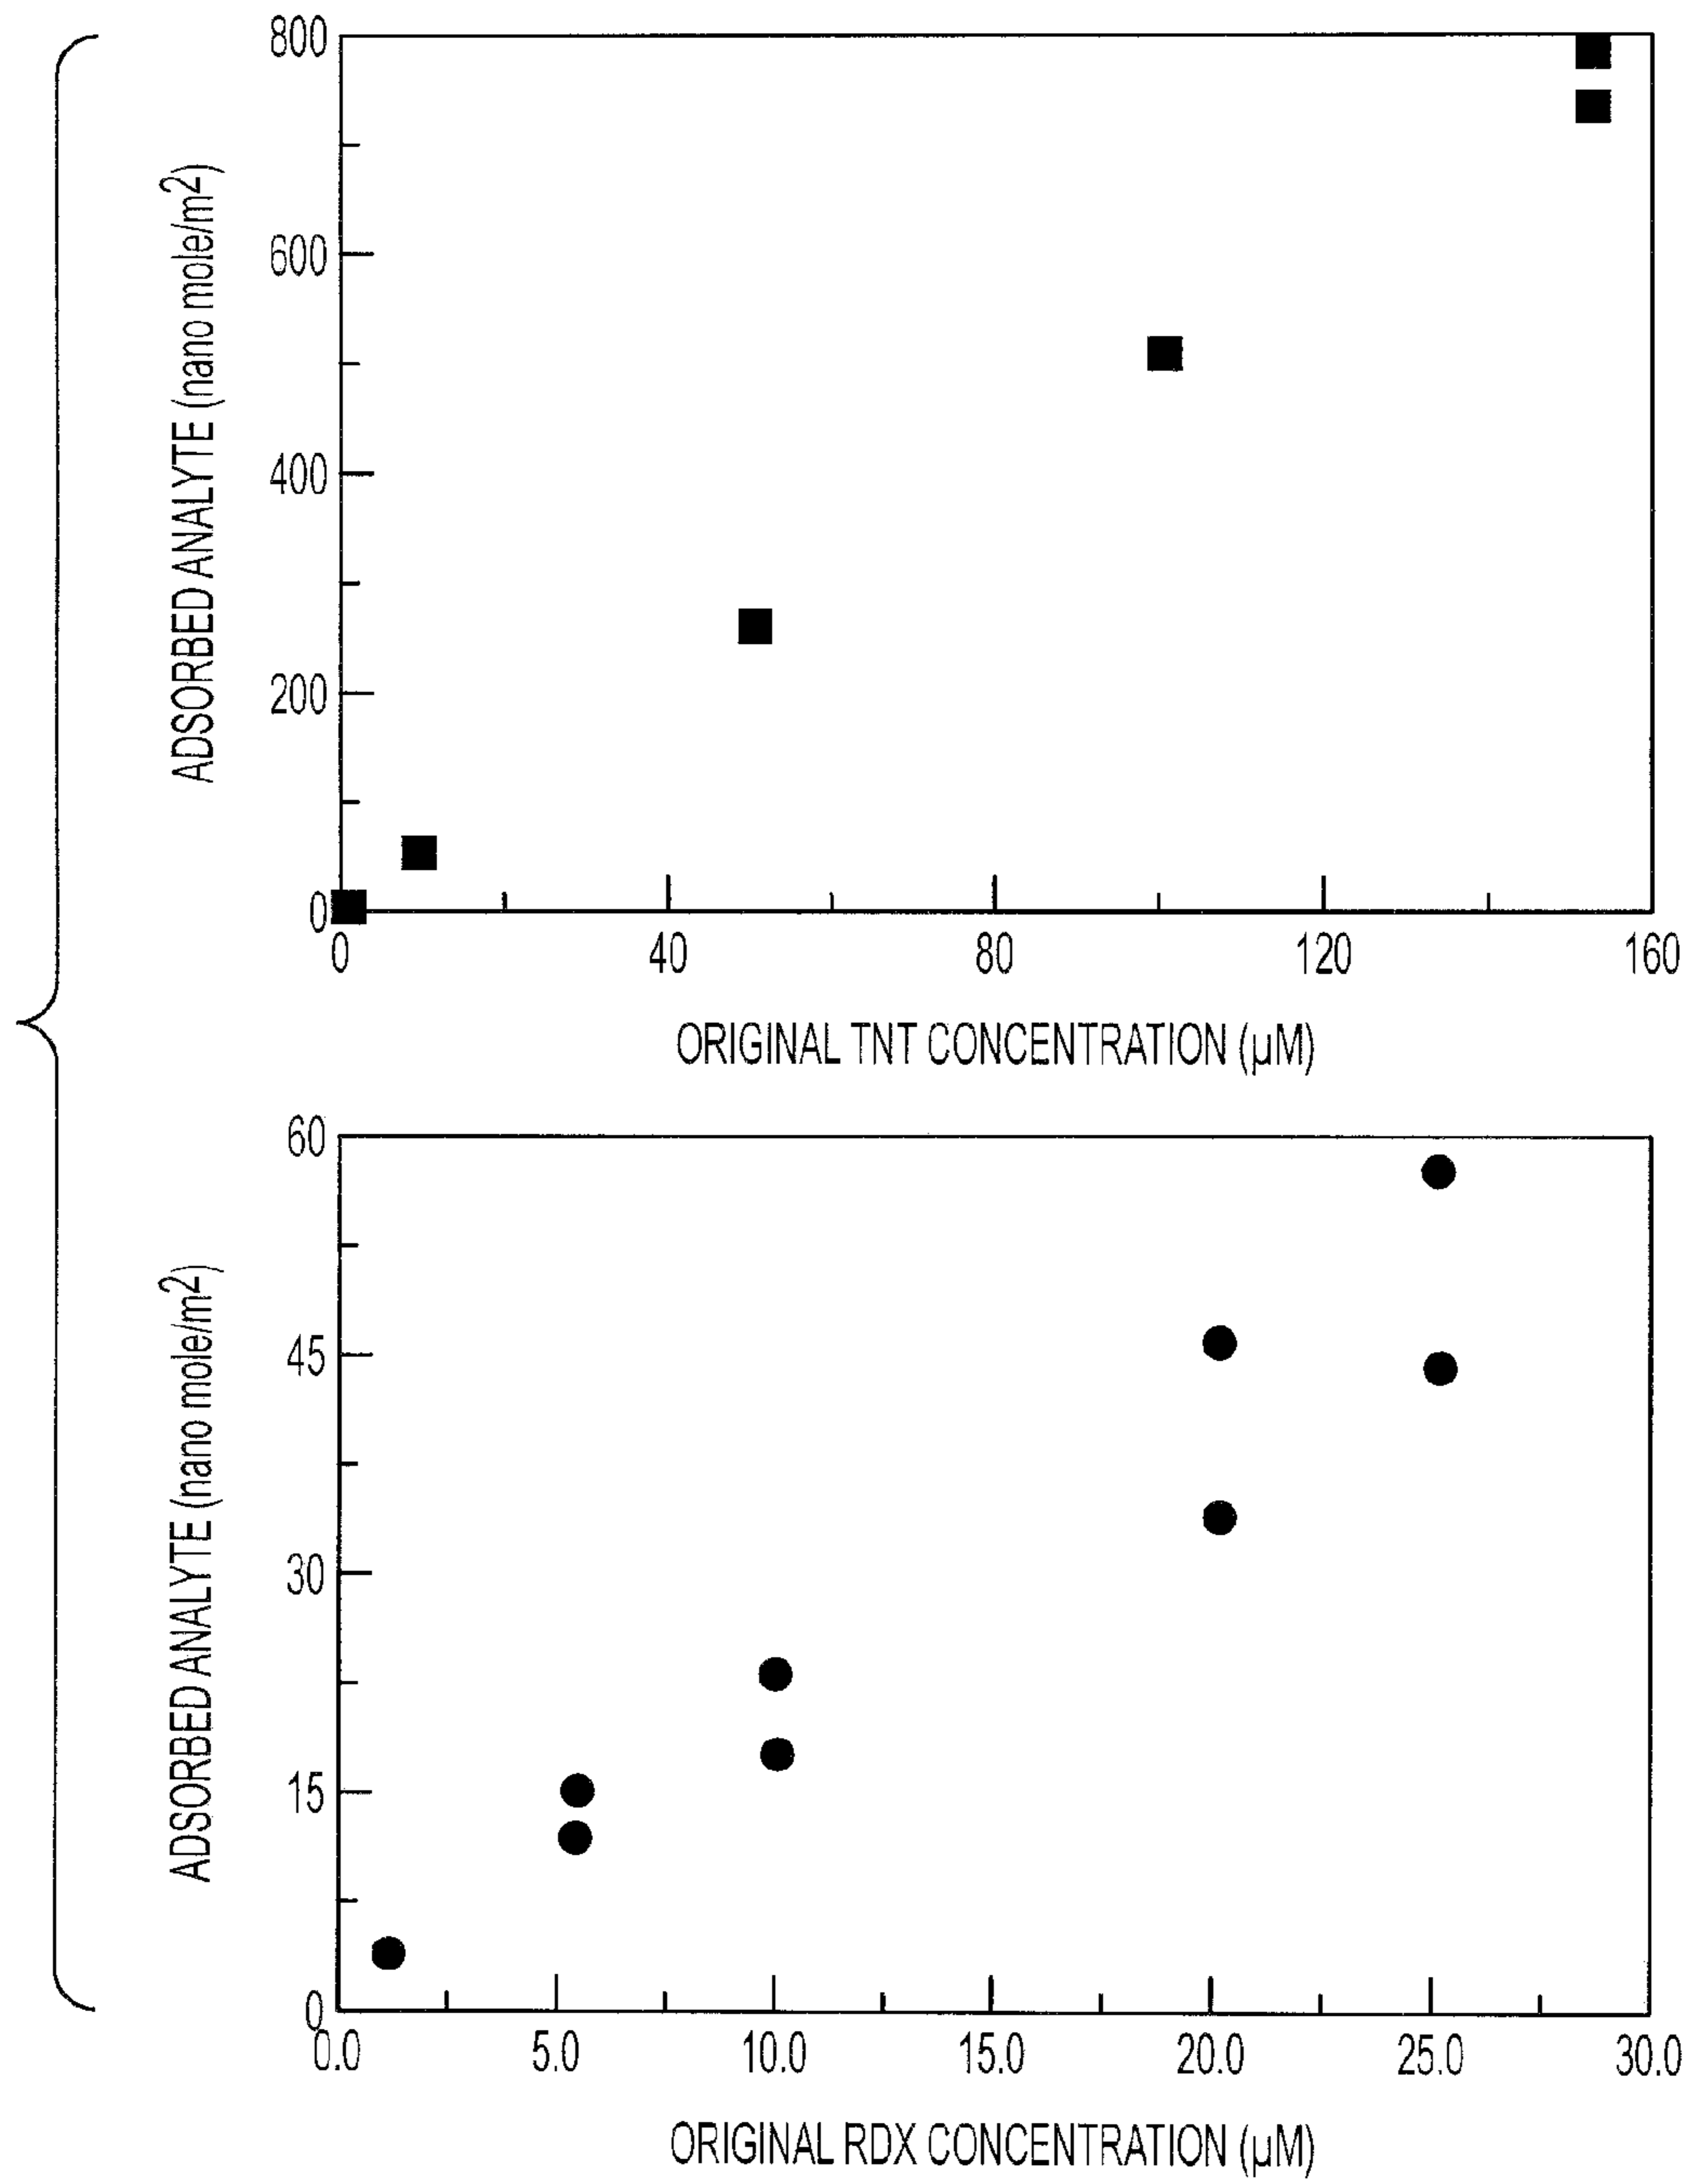 800
600
400
200
0
ADSORBED ANALYTE (nano mole/m2)
0 40 80 120 160
ORIGINAL TNT CONCENTRATION (µM)
60
45
30
15
0
ADSORBED ANALYTE (nano mole/m2)
0.0 5.0 10.0 15.0 20.0 25.0 30.0
ORIGINAL RDX CONCENTRATION (µM)